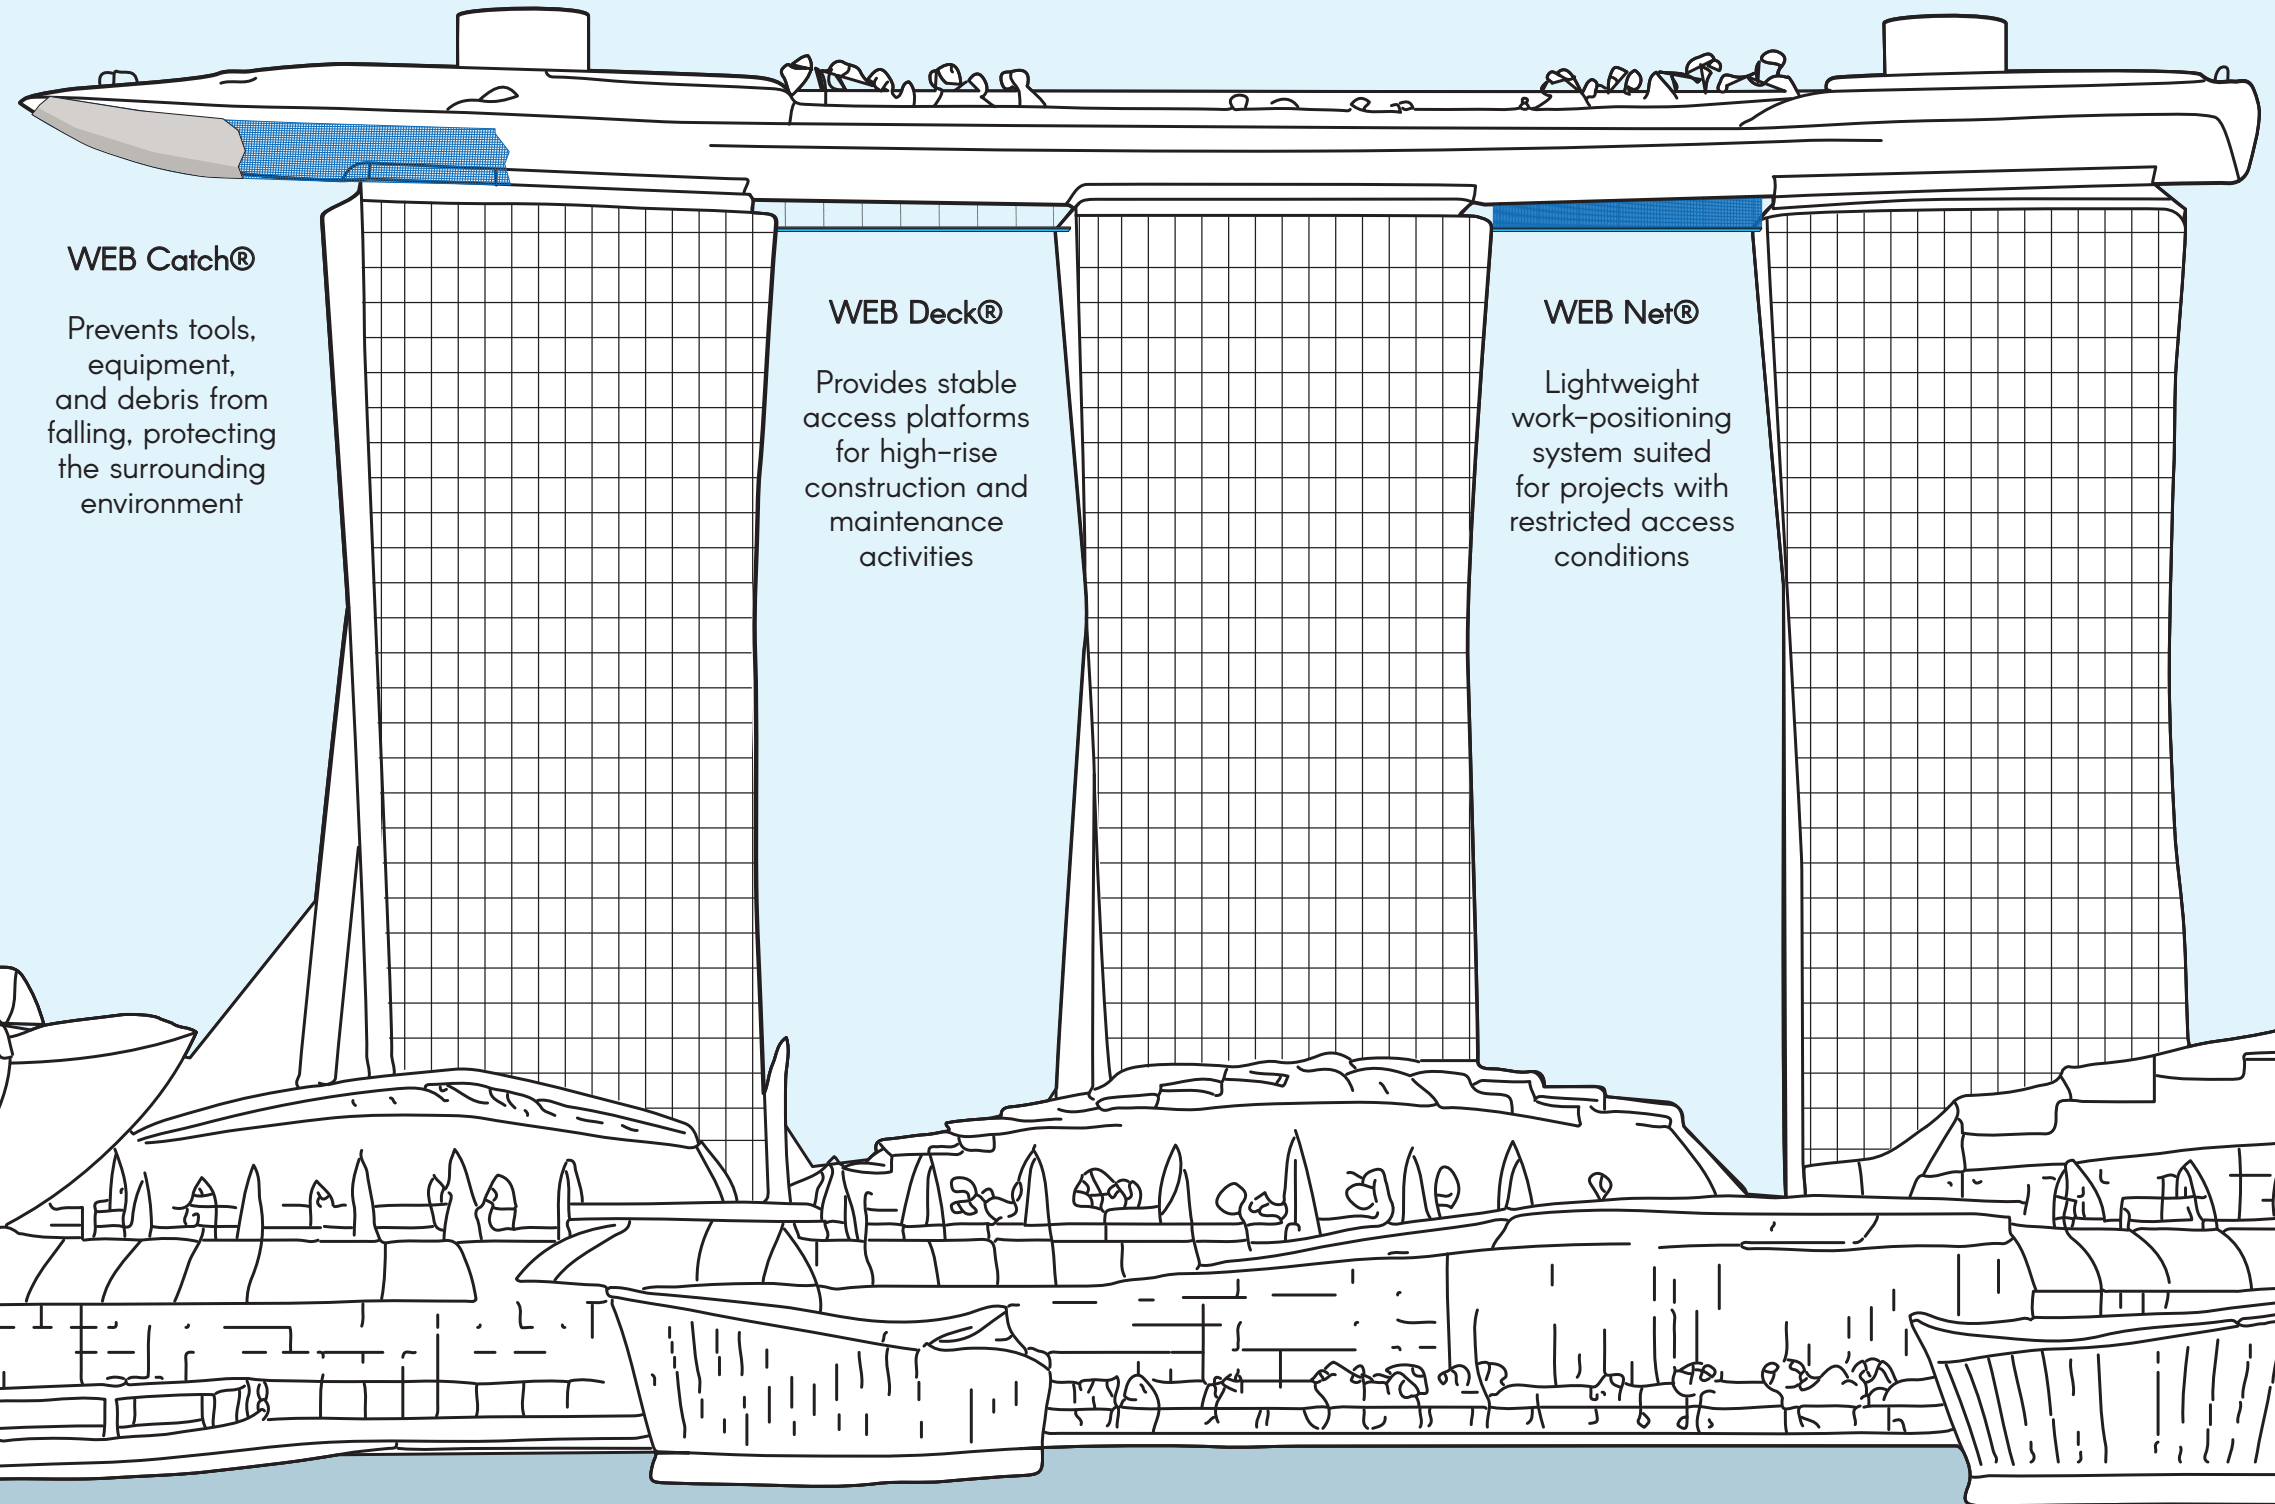 WEB Catch®
Prevents tools,
equipment,
and debris from
falling, protecting
the surrounding
environment
WEB Deck®
Provides stable
access platforms
for high-rise
construction and
maintenance
activities
WEB Net®
Lightweight
work-positioning
system suited
for projects with
restricted access
conditions